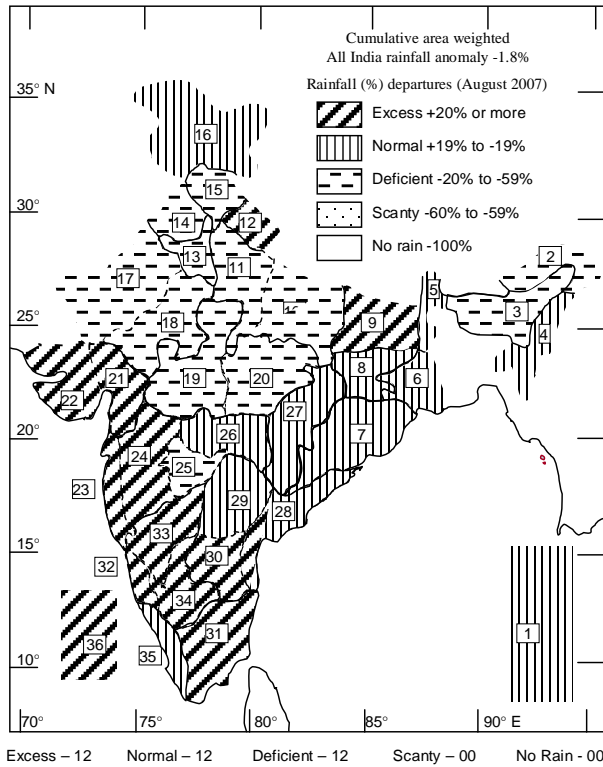 Cumulative area weighted
All India rainfall anomaly -1.8%
Rainfall (%) departures (August 2007)
Excess +20% or more
Normal +19% to -19%
Deficient -20% to -59%
Scanty -60% to -59%
No rain -100%
35° N
30°
25°
20°
15°
10°
16
15
14
12
13
11
17
2
18
3
5
4
9
21
19
20
8
6
22
27
24
26
7
25
23
29
28
33
30
32
34
31
36
35
1
70°
75°
80°
85°
90° E
Excess – 12
Normal – 12
Deficient – 12
Scanty – 00
No Rain - 00